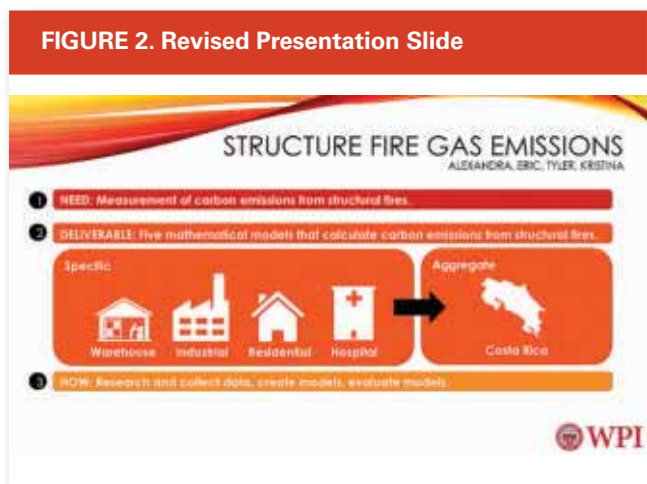 FIGURE 2. Revised Presentation Slide
STRUCTURE FIRE GAS EMISSIONS
ALEXANDRA, ERIC, TYLER, KRISTINA
1 NEED: Measurement of carbon emissions from structural fires.
2 DELIVERABLE: Five mathematical models that calculate carbon emissions from structural fires.
Specific
Aggregate
Warehouse Industrial Residential Hospital
Costa Rica
3 HOW: Research and collect data, create models, evaluate models.
WPI